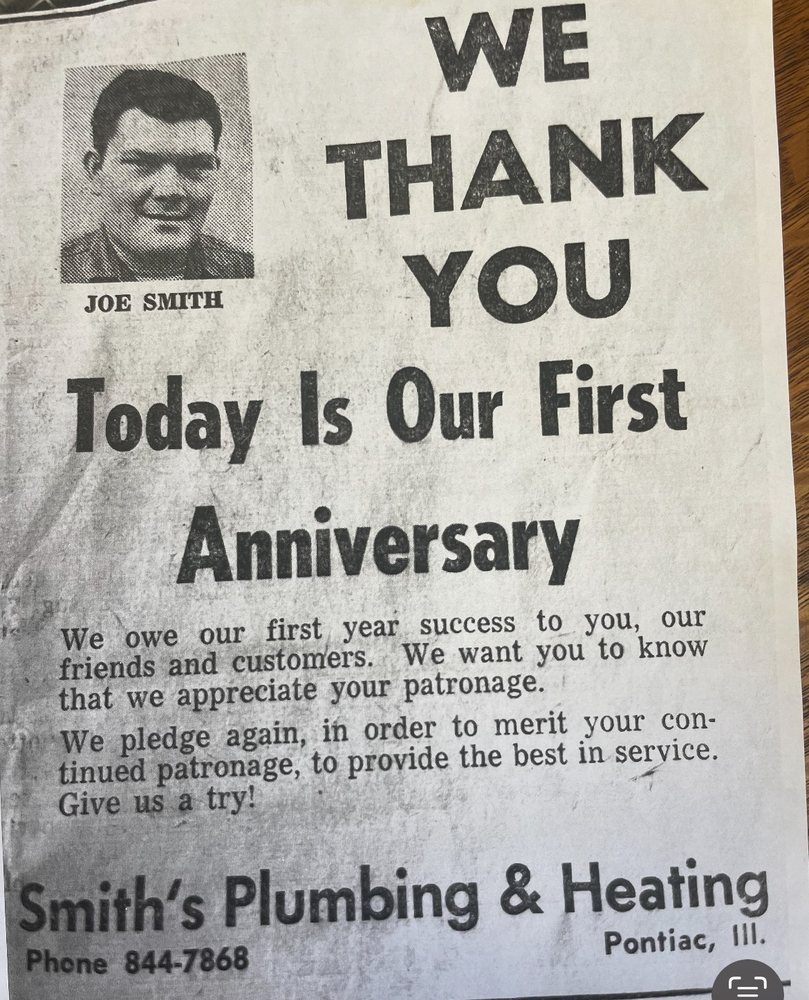 WE
THANK
YOU
JOE SMITH
Today Is Our First
Anniversary
We owe our first year success to you, our
friends and customers. We want you to know
that we appreciate your patronage.
We pledge again, in order to merit your con-
tinued patronage, to provide the best in service.
Give us a try!
Smith's Plumbing & Heating
Phone 844-7868
Pontiac, Ill.